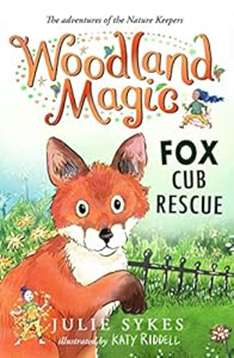 The adventures of the Nature Keepers
Woodland
Magic
FOX
CUB
RESCUE
JULIE SYKES
illustrated by KATY RIDDELL